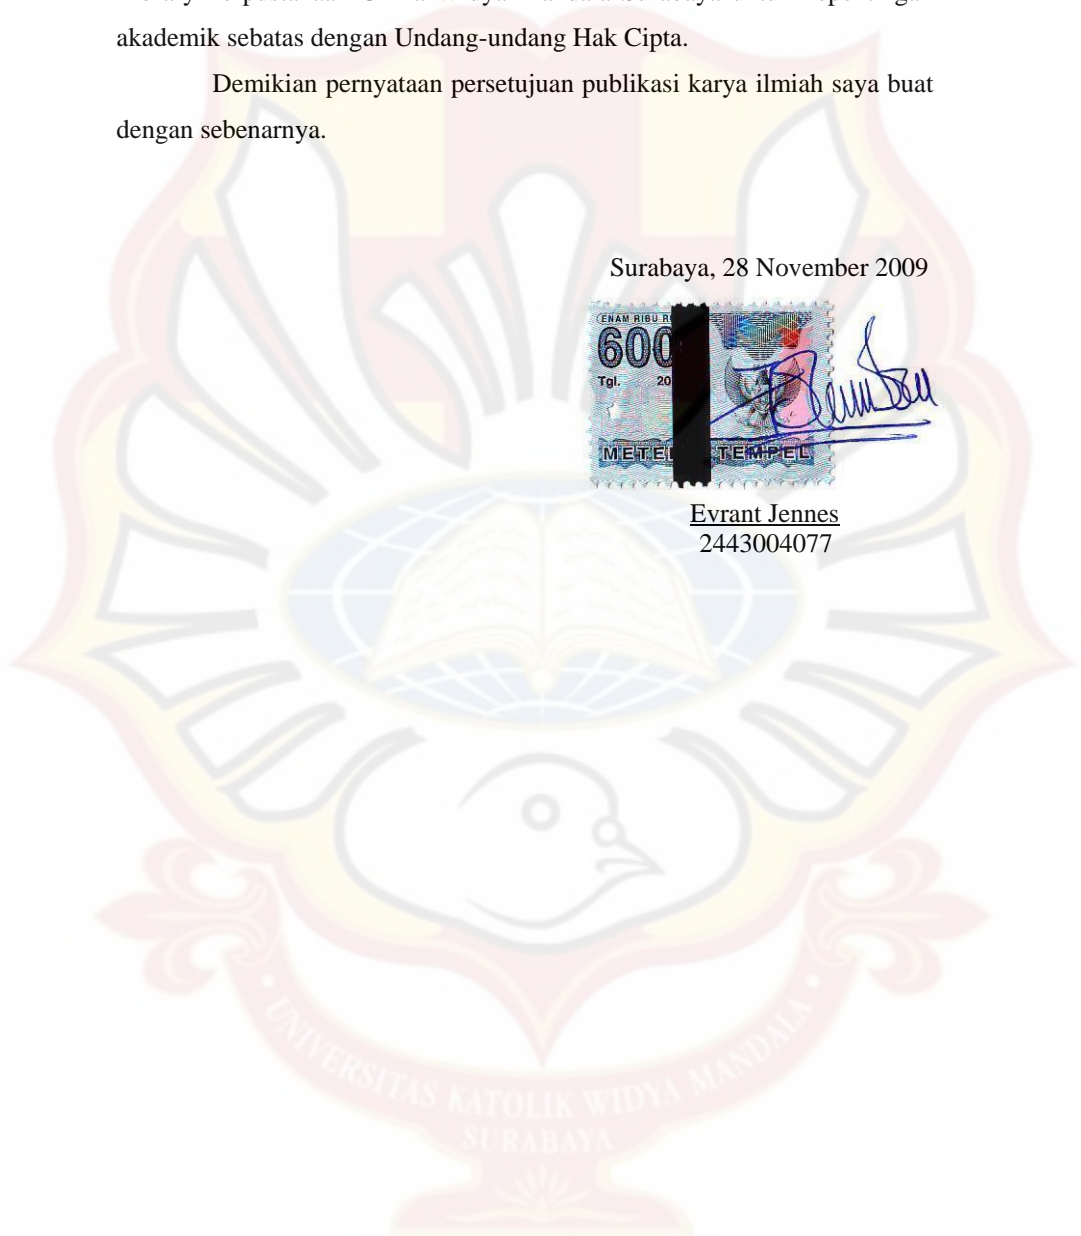 akademik sebatas dengan Undang-undang Hak Cipta.
Demikian pernyataan persetujuan publikasi karya ilmiah saya buat
dengan sebenarnya.
Surabaya, 28 November 2009
ENAM RIBU
600
Tgl. 20
METE TEMPEL
Evrant Jennes
2443004077
UNIVERSITAS KATOLIK WIDYA MANDALA
SURABAYA